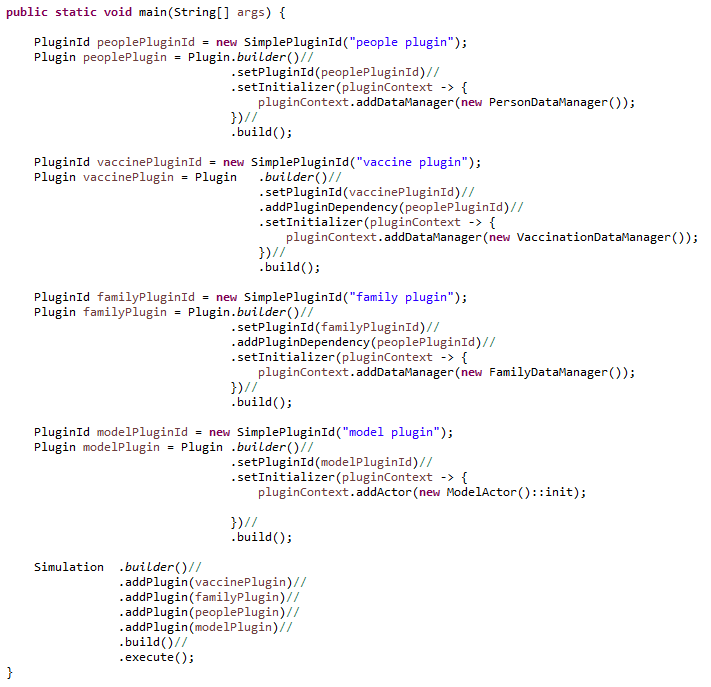 public static void main(String[] args) {
PluginId peoplePluginId = new SimplePluginId("people plugin");
Plugin peoplePlugin = Plugin.builder()//
.setPluginId(peoplePluginId)//
.setInitializer(pluginContext -> {
pluginContext.addDataManager(new PersonDataManager());
})//
.build();
PluginId vaccinePluginId = new SimplePluginId("vaccine plugin");
Plugin vaccinePlugin = Plugin .builder()//
.setPluginId(vaccinePluginId)//
.addPluginDependency(peoplePluginId)//
.setInitializer(pluginContext -> {
pluginContext.addDataManager(new VaccinationDataManager());
})//
.build();
PluginId familyPluginId = new SimplePluginId("family plugin");
Plugin familyPlugin = Plugin.builder()//
.setPluginId(familyPluginId)//
.addPluginDependency(peoplePluginId)//
.setInitializer(pluginContext -> {
pluginContext.addDataManager(new FamilyDataManager());
})//
.build();
PluginId modelPluginId = new SimplePluginId("model plugin");
Plugin modelPlugin = Plugin .builder()//
.setPluginId(modelPluginId)//
.setInitializer(pluginContext -> {
pluginContext.addActor(new ModelActor()::init);
})//
.build();
Simulation .builder()//
.addPlugin(vaccinePlugin)//
.addPlugin(familyPlugin)//
.addPlugin(peoplePlugin)//
.addPlugin(modelPlugin)//
.build()//
.execute();
}